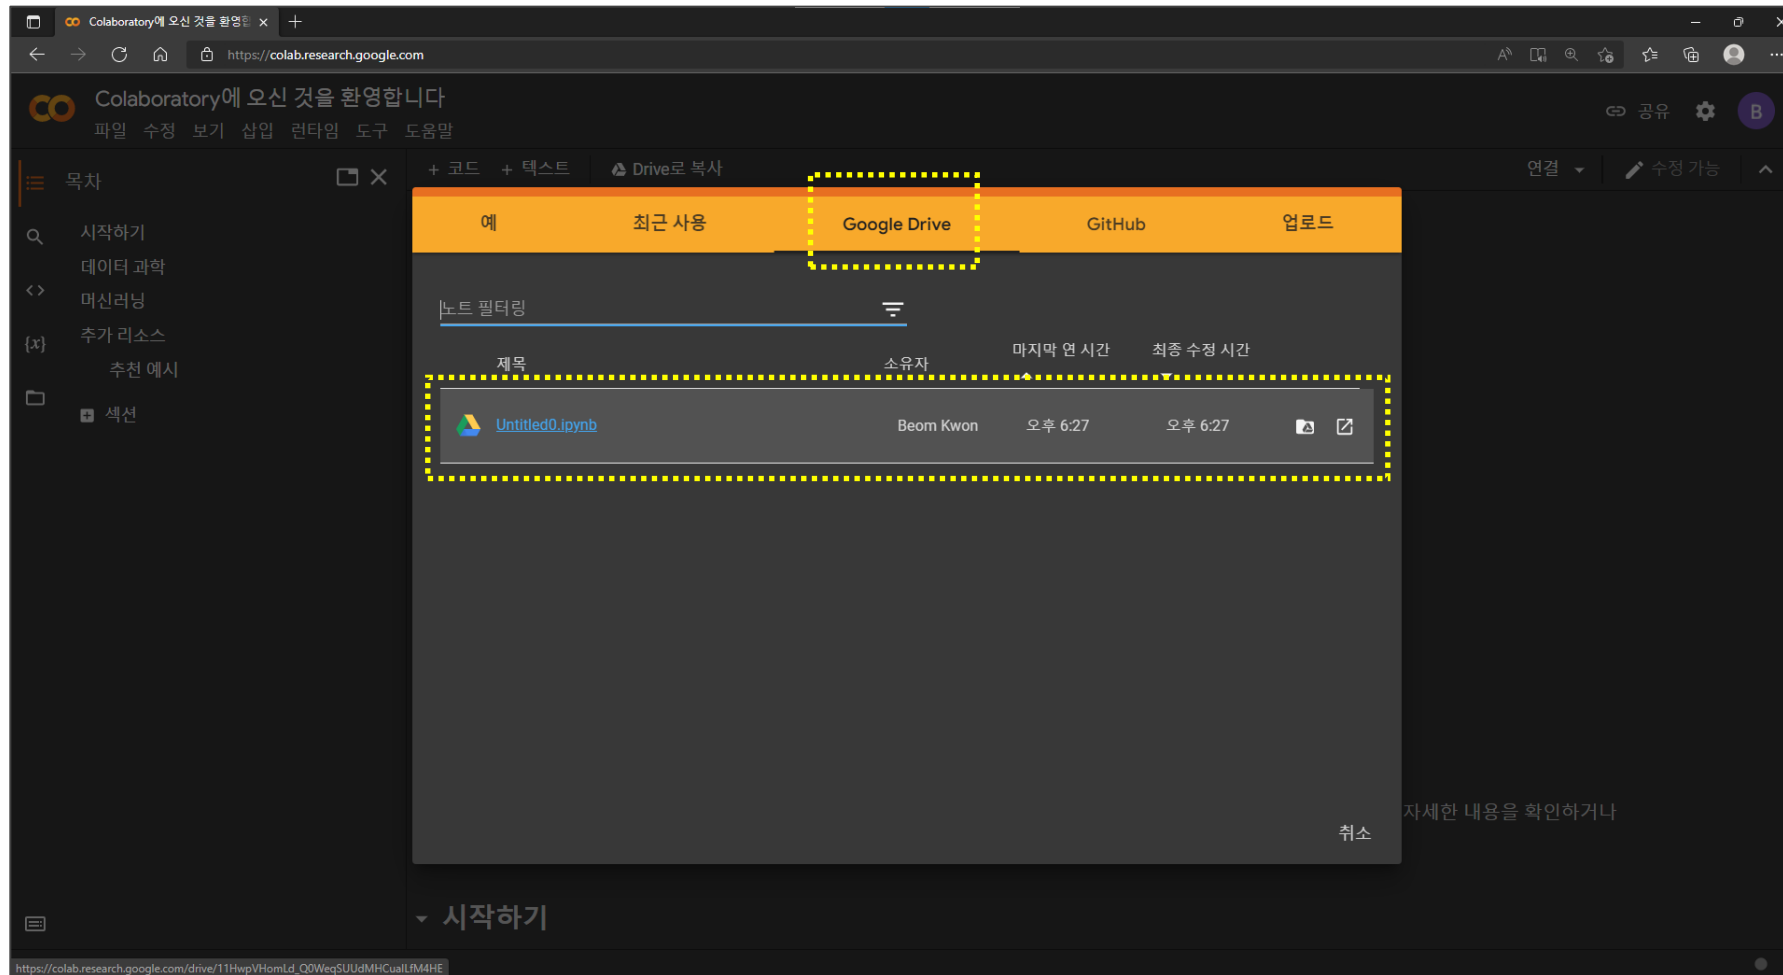 Colaboratory에 오신 것을 환영합
https://colab.research.google.com
Colaboratory에 오신 것을 환영합니다
파일 수정 보기 삽입 런타임 도구 도움말
공유
B
목차
+ 코드 + 텍스트 Drive로 복사
연결
수정 가능
시작하기
데이터 과학
머신러닝
추가 리소스
추천 예시
섹션
{x}
예 최근 사용 Google Drive GitHub 업로드
노트 필터링
제목 소유자 마지막 연 시간 최종 수정 시간
Untitled0.ipynb Beom Kwon 오후 6:27 오후 6:27
자세한 내용을 확인하거나
취소
시작하기